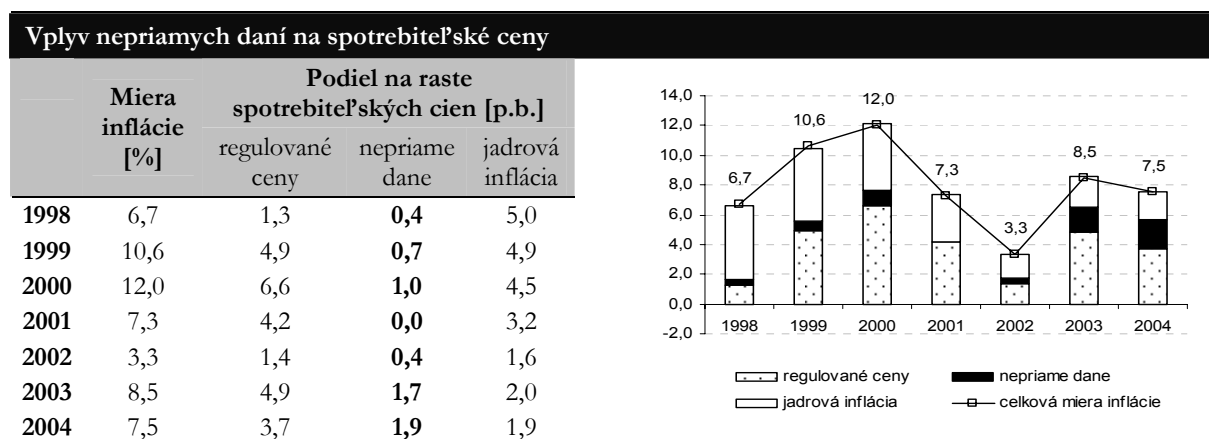 Vplyv nepriamych daní na spotrebiteľské ceny
Miera inflácie [%]
Podiel na raste
spotrebiteľských cien [p.b.]
regulované ceny
nepriame dane
jadrová inflácia
1998 6,7 1,3 0,4 5,0
1999 10,6 4,9 0,7 4,9
2000 12,0 6,6 1,0 4,5
2001 7,3 4,2 0,0 3,2
2002 3,3 1,4 0,4 1,6
2003 8,5 4,9 1,7 2,0
2004 7,5 3,7 1,9 1,9
14,0
12,0
10,0
8,0
6,0
4,0
2,0
0,0
-2,0
6,7
10,6
12,0
7,3
3,3
8,5
7,5
1998 1999 2000 2001 2002 2003 2004
regulované ceny nepriame dane
jadrová inflácia celková miera inflácie